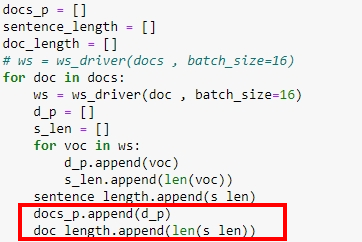 docs_p = []
sentence_length = []
doc_length = []
# ws = ws_driver(docs , batch_size=16)
for doc in docs:
    ws = ws_driver(doc , batch_size=16)
    d_p = []
    s_len = []
    for voc in ws:
        d_p.append(voc)
        s_len.append(len(voc))
    sentence_length.append(s_len)
    docs_p.append(d_p)
    doc_length.append(len(s_len))